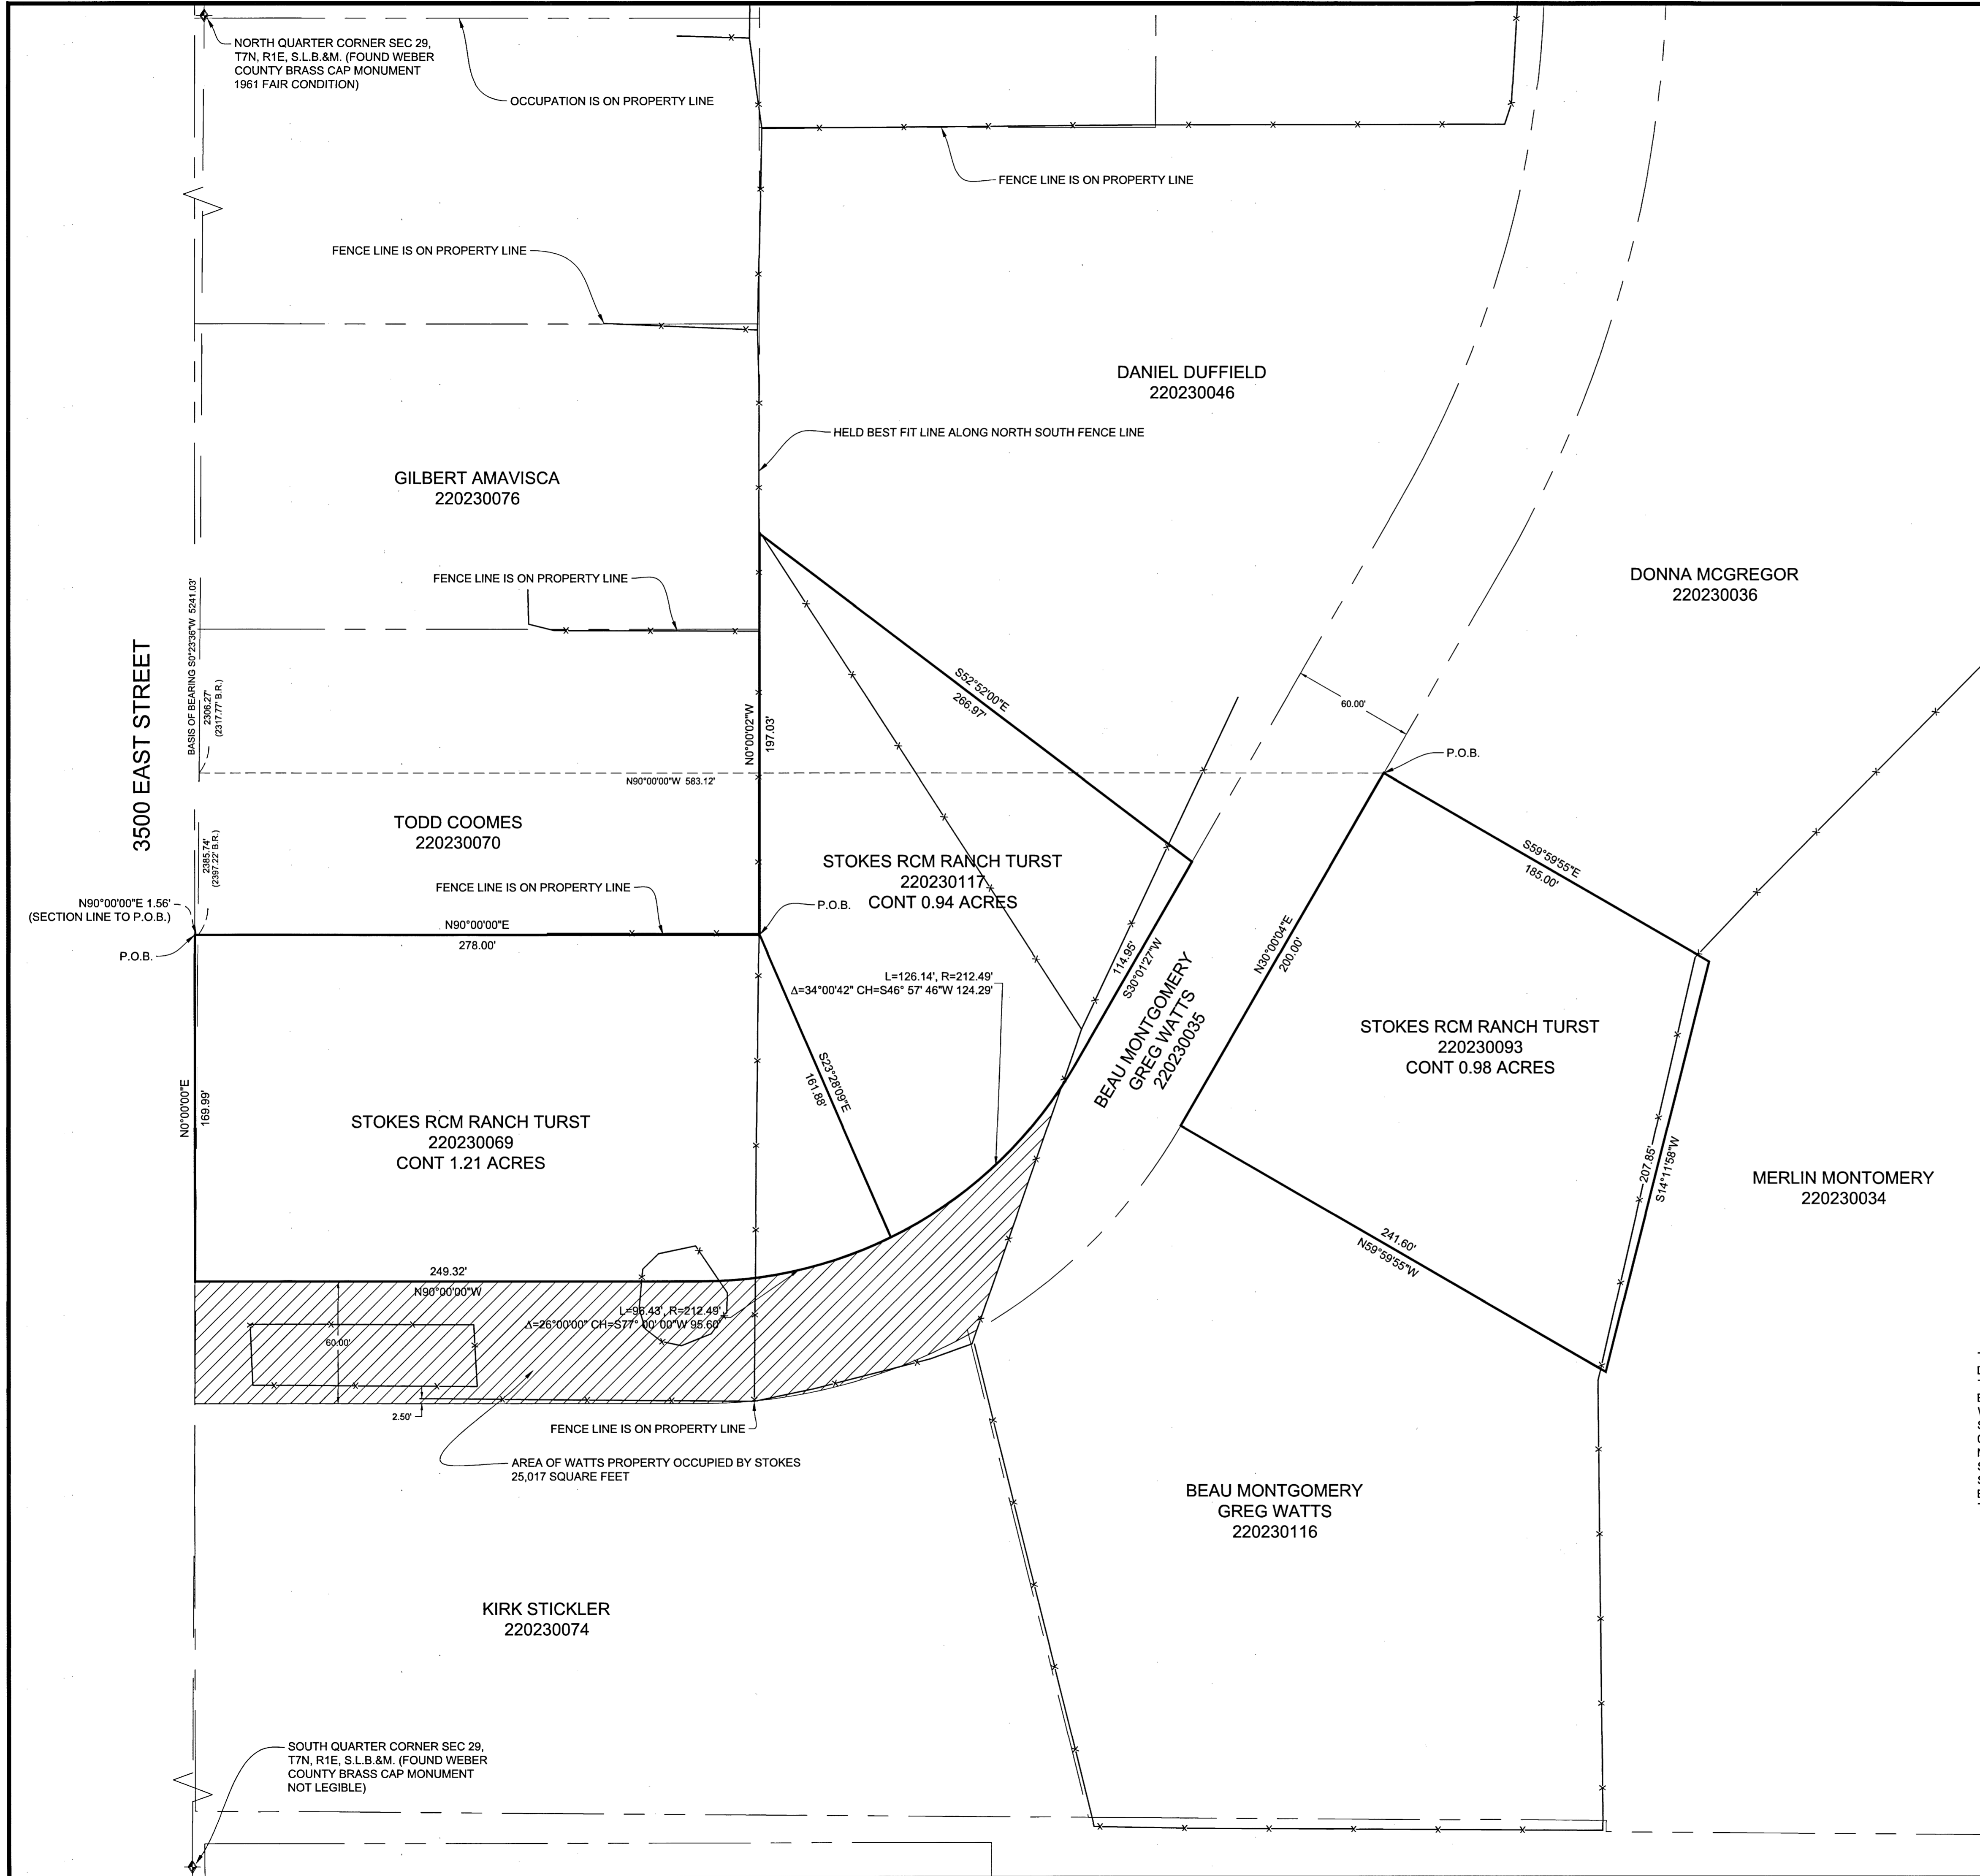 NORTH QUARTER CORNER SEC 29,
T7N, R1E, S.L.B.&M. (FOUND WEBER
COUNTY BRASS CAP MONUMENT
1961 FAIR CONDITION)
OCCUPATION IS ON PROPERTY LINE
FENCE LINE IS ON PROPERTY LINE
FENCE LINE IS ON PROPERTY LINE
DANIEL DUFFIELD
220230046
HELD BEST FIT LINE ALONG NORTH SOUTH FENCE LINE
GILBERT AMAVISCA
220230076
FENCE LINE IS ON PROPERTY LINE
DONNA MCGREGOR
220230036
3500 EAST STREET
BASIS OF BEARING S0°23'36"W 5241.03'
2306.27'
(2317.77' B.R.)
N0°00'02"W
197.03'
S52°52'00"E
266.97'
60.00'
P.O.B.
N90°00'00"W 583.12'
TODD COOMES
220230070
2385.74'
(2397.22' B.R.)
STOKES RCM RANCH TURST
220230117
CONT 0.94 ACRES
S59°59'55"E
185.00'
FENCE LINE IS ON PROPERTY LINE
P.O.B.
N90°00'00"E 1.56'
(SECTION LINE TO P.O.B.)
P.O.B.
N90°00'00"E
278.00'
114.95'
S30°01'27"W
N30°00'04"E
200.00'
L=126.14', R=212.49'
Δ=34°00'42" CH=S46° 57' 46"W 124.29'
BEAU MONTGOMERY
GREG WATTS
220230035
STOKES RCM RANCH TURST
220230093
CONT 0.98 ACRES
N0°00'00"E
169.99'
S23°28'09"E
161.88'
STOKES RCM RANCH TURST
220230069
CONT 1.21 ACRES
207.85'
S14°11'58"W
MERLIN MONTOMERY
220230034
241.60'
N59°59'55"W
249.32'
N90°00'00"W
L=96.43', R=212.49'
Δ=26°00'00" CH=S77° 00' 00"W 95.60'
60.00'
2.50'
FENCE LINE IS ON PROPERTY LINE
AREA OF WATTS PROPERTY OCCUPIED BY STOKES
25,017 SQUARE FEET
BEAU MONTGOMERY
GREG WATTS
220230116
KIRK STICKLER
220230074
SOUTH QUARTER CORNER SEC 29,
T7N, R1E, S.L.B.&M. (FOUND WEBER
COUNTY BRASS CAP MONUMENT
NOT LEGIBLE)